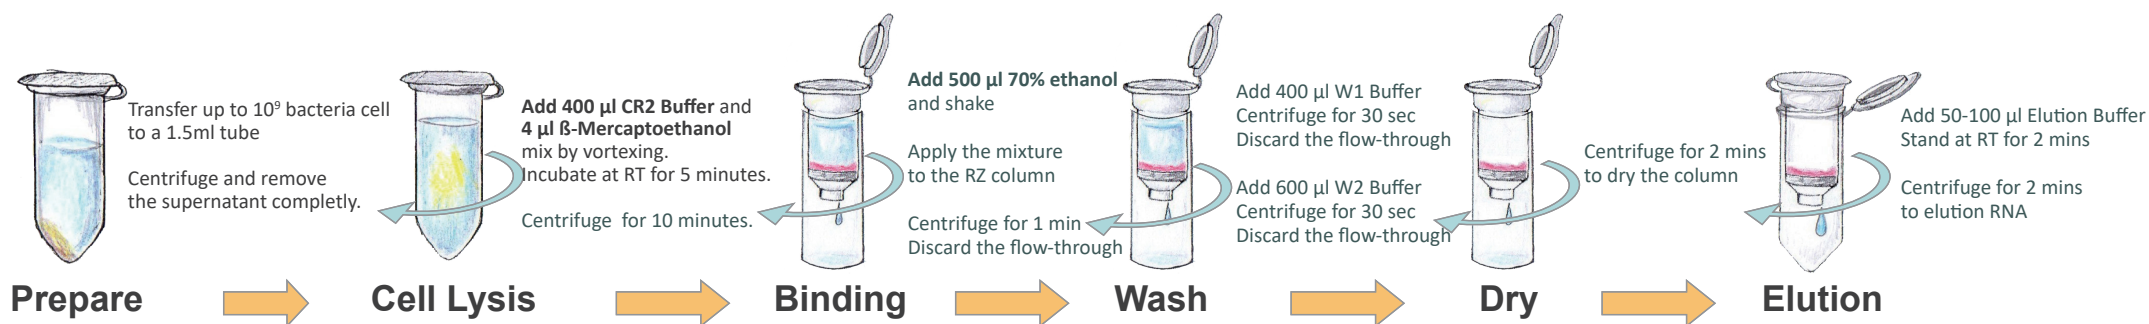 Transfer up to 10⁹ bacteria cell
to a 1.5ml tube
Centrifuge and remove
the supernatant completly.
Add 400 µl CR2 Buffer and
4 µl ß-Mercaptoethanol
mix by vortexing.
Incubate at RT for 5 minutes.
Centrifuge for 10 minutes.
Add 500 µl 70% ethanol
and shake
Apply the mixture
to the RZ column
Centrifuge for 1 min
Discard the flow-through
Add 400 µl W1 Buffer
Centrifuge for 30 sec
Discard the flow-through
Add 600 µl W2 Buffer
Centrifuge for 30 sec
Discard the flow-through
Centrifuge for 2 mins
to dry the column
Add 50-100 µl Elution Buffer
Stand at RT for 2 mins
Centrifuge for 2 mins
to elution RNA
Prepare
Cell Lysis
Binding
Wash
Dry
Elution